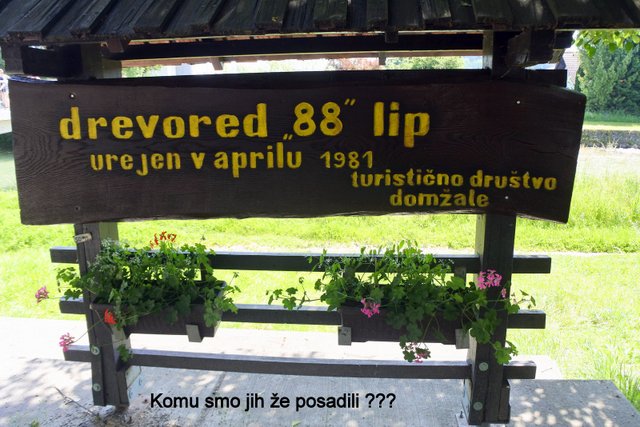 drevored „88" lip
urejen v aprilu 1981
turistično društvo
domžale
Komu smo jih že posadili ???